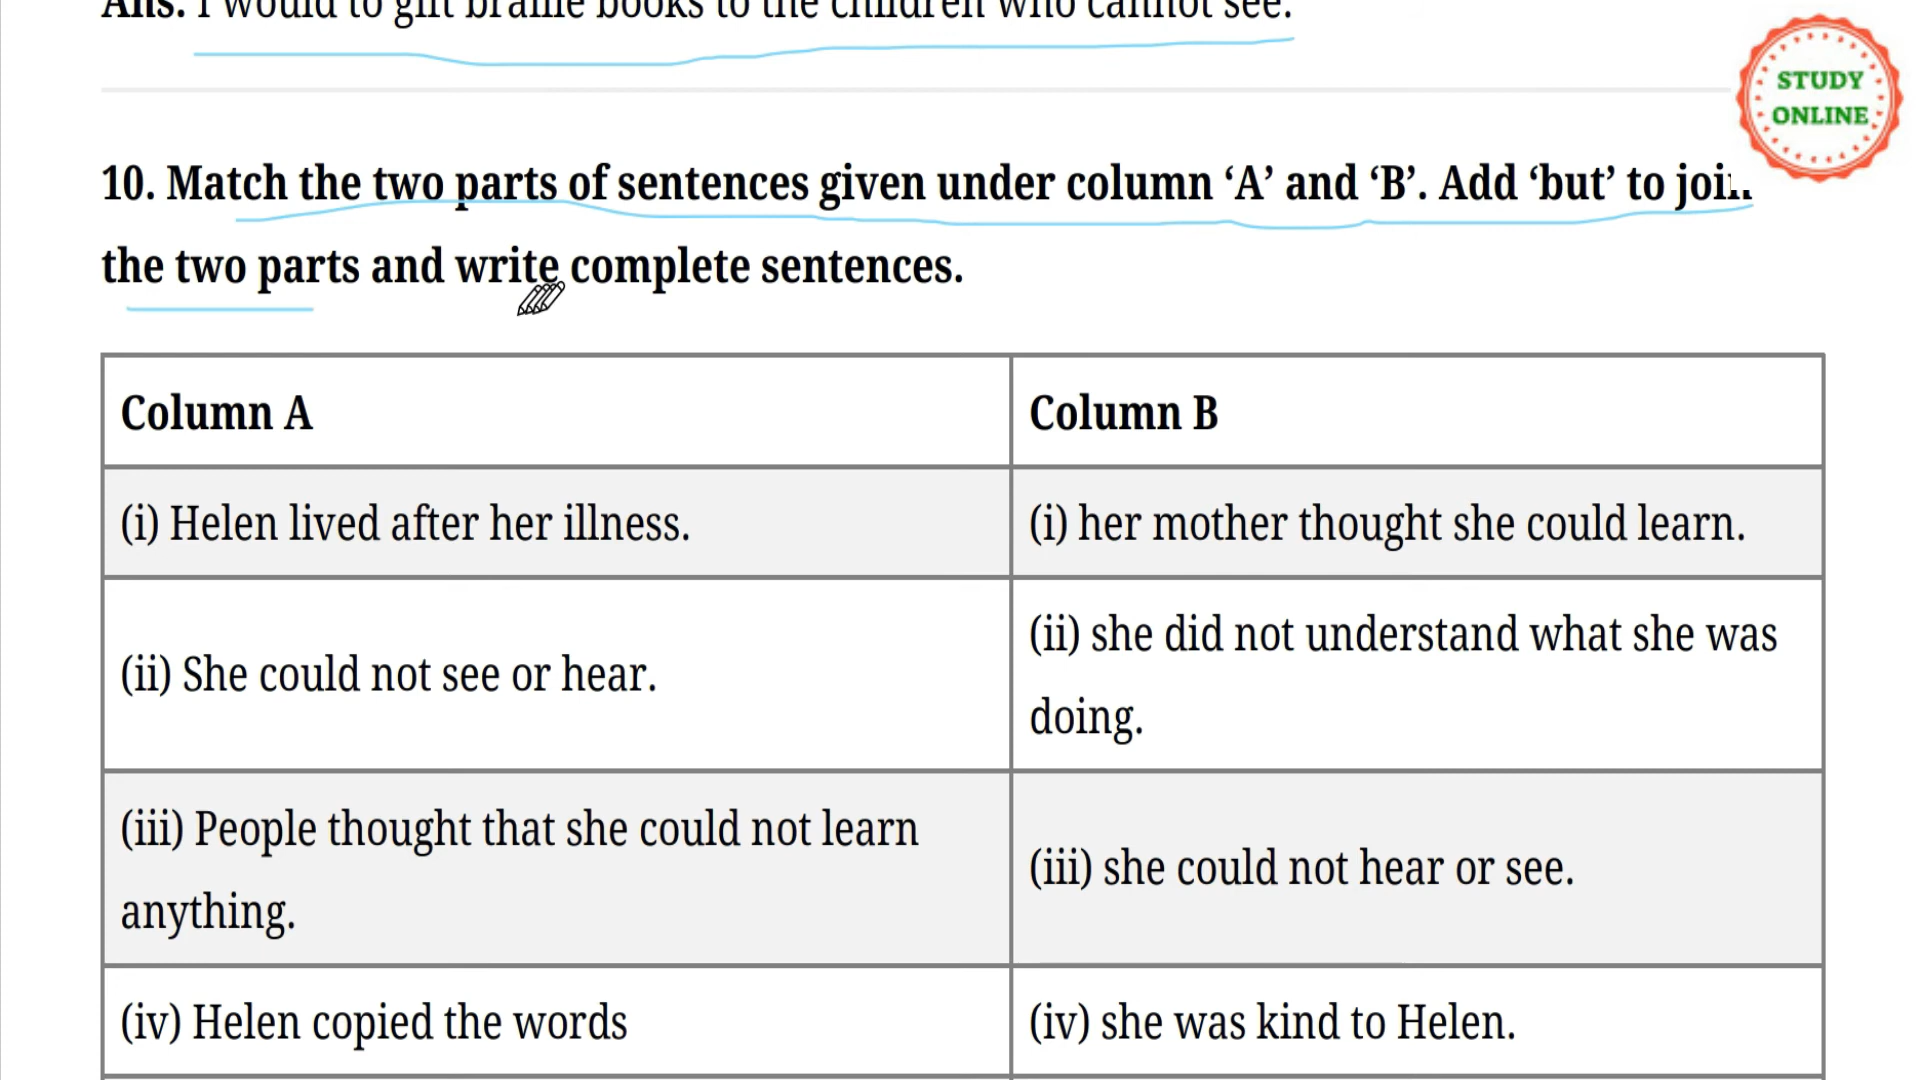 Ans. I would to gift braille books to the children who cannot see.
STUDY
ONLINE
10. Match the two parts of sentences given under column ‘A’ and ‘B’. Add ‘but’ to join
the two parts and write complete sentences.
Column A
Column B
(i) Helen lived after her illness.
(i) her mother thought she could learn.
(ii) She could not see or hear.
(ii) she did not understand what she was
doing.
(iii) People thought that she could not learn
anything.
(iii) she could not hear or see.
(iv) Helen copied the words
(iv) she was kind to Helen.